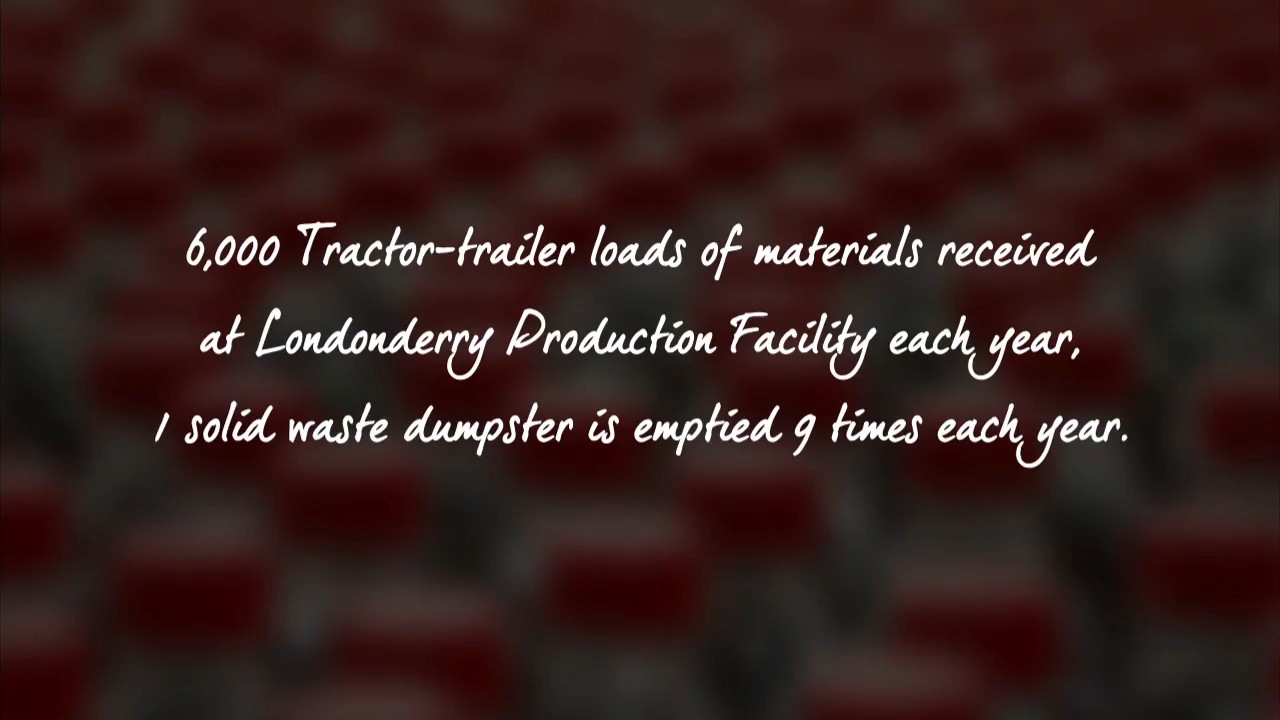 6,000 Tractor-trailer loads of materials received
at Londonderry Production Facility each year,
1 solid waste dumpster is emptied 9 times each year.